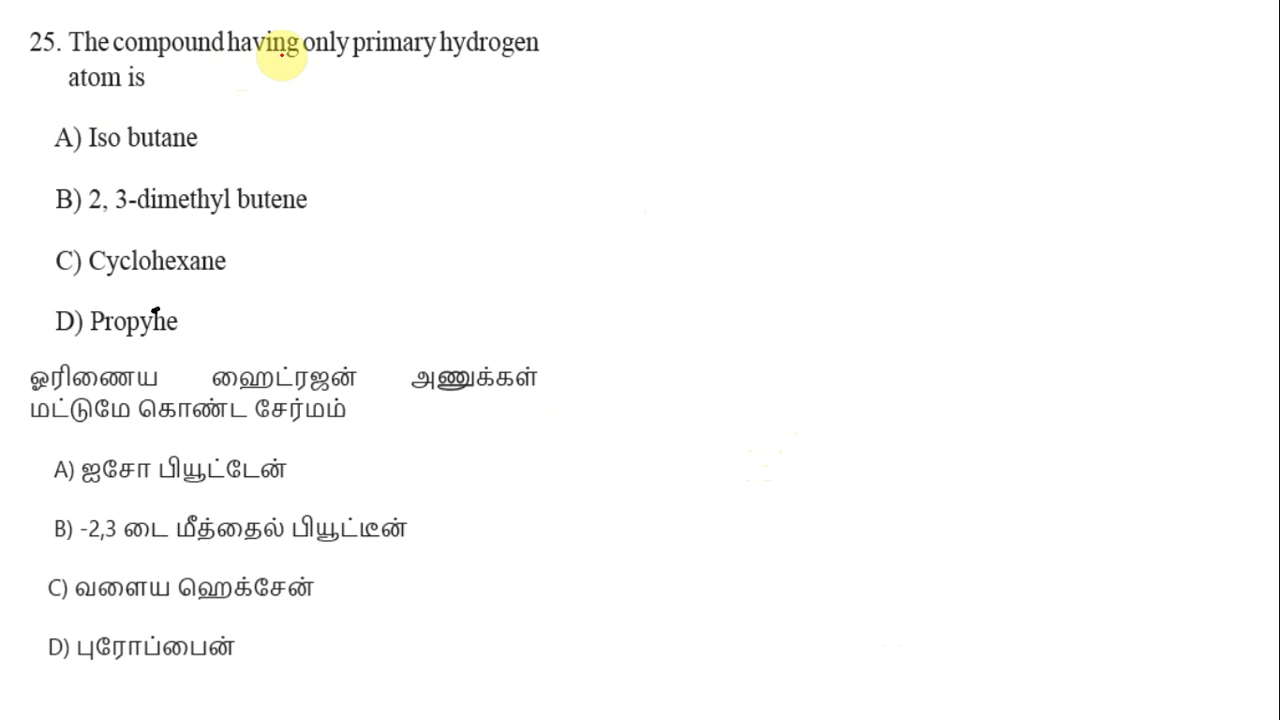 25. The compound having only primary hydrogen
atom is
A) Iso butane
B) 2, 3-dimethyl butene
C) Cyclohexane
D) Propyne
ஓரிணைய ஹைட்ரஜன் அணுக்கள்
மட்டுமே கொண்ட சேர்மம்
A) ஐசோ பியூட்டேன்
B) -2,3 டை மீத்தைல் பியூட்டீன்
C) வளைய ஹெக்சேன்
D) புரோப்பைன்